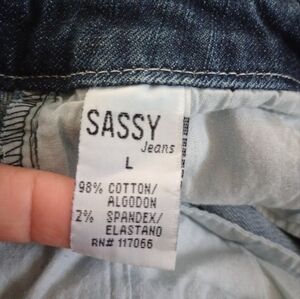 SASSY
Jeans
L
98% COTTON/
ALGODON
2% SPANDEX/
ELASTANO
RN# 117066